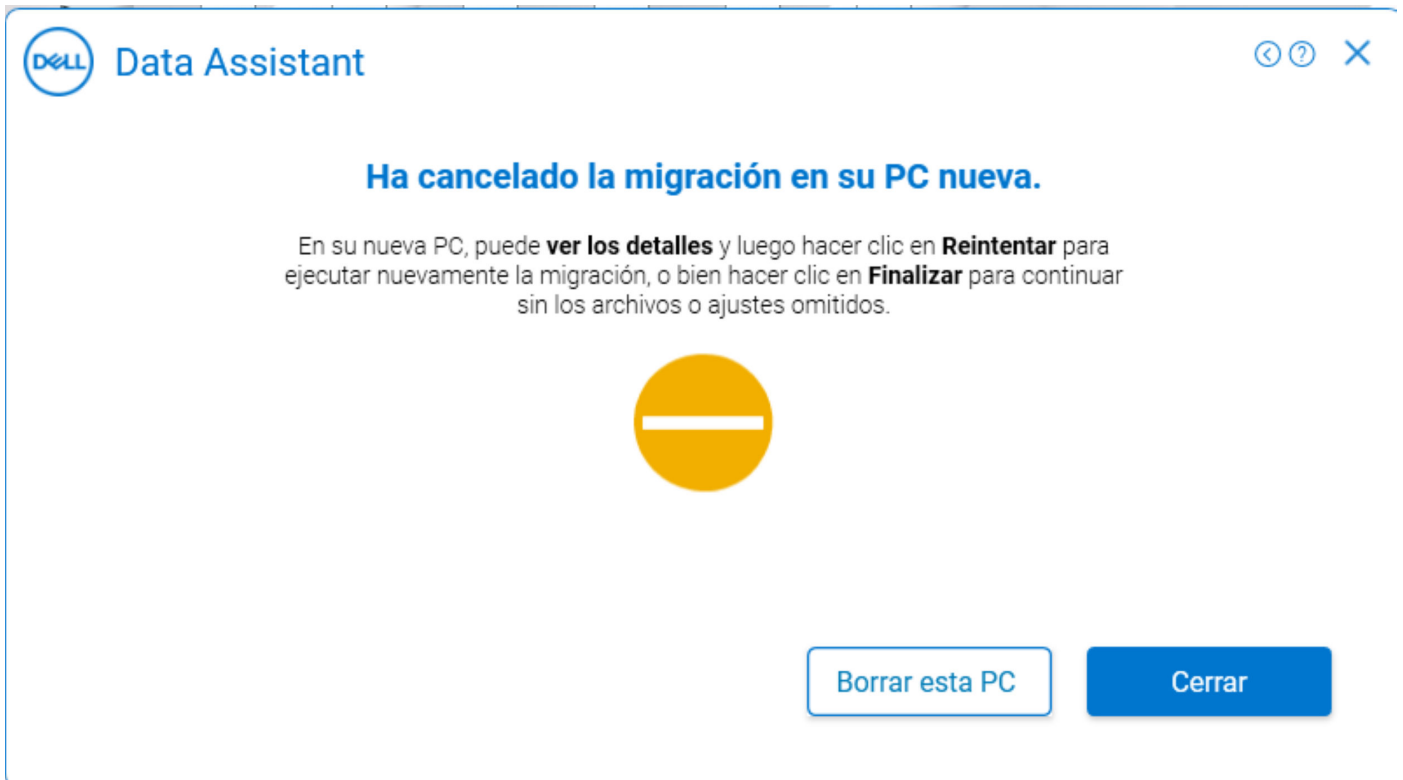 DELL
Data Assistant
Ha cancelado la migración en su PC nueva.
En su nueva PC, puede ver los detalles y luego hacer clic en Reintentar para
ejecutar nuevamente la migración, o bien hacer clic en Finalizar para continuar
sin los archivos o ajustes omitidos.
Borrar esta PC
Cerrar